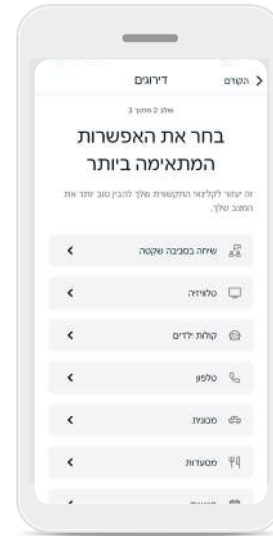 הקודם
דירוגים
שלב 2 מתוך 3
בחר את האפשרות
המתאימה ביותר
זה יעזור לקלינאי התקשורת שלך להבין טוב יותר את
המצב שלך.
שיחה בסביבה שקטה
טלוויזיה
קולות ילדים
טלפון
מכונית
מסעדות